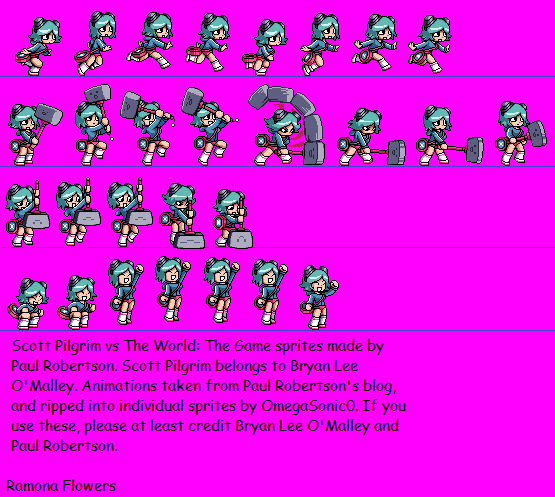 Scott Pilgrim vs The World: The Game sprites made by
Paul Robertson. Scott Pilgrim belongs to Bryan Lee
O'Malley. Animations taken from Paul Robertson's blog,
and ripped into individual sprites by OmegaSonic0. If you
use these, please at least credit Bryan Lee O'Malley and
Paul Robertson.
Ramona Flowers